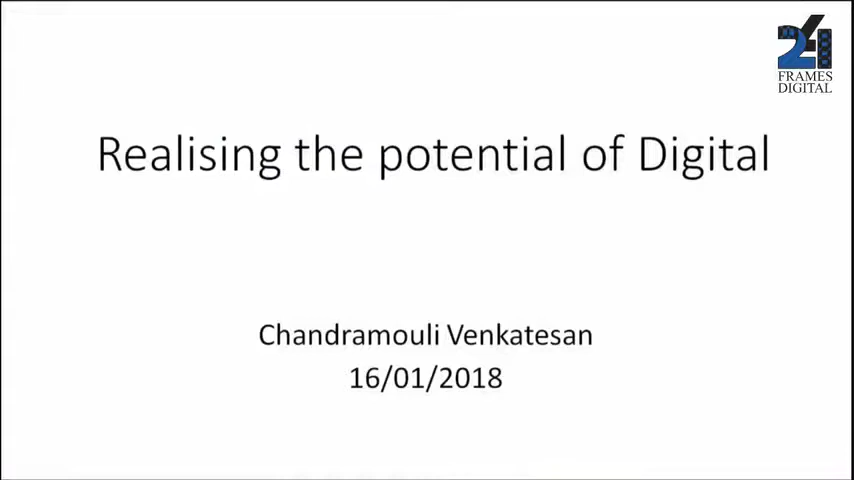 24
FRAMES
DIGITAL
Realising the potential of Digital
Chandramouli Venkatesan
16/01/2018